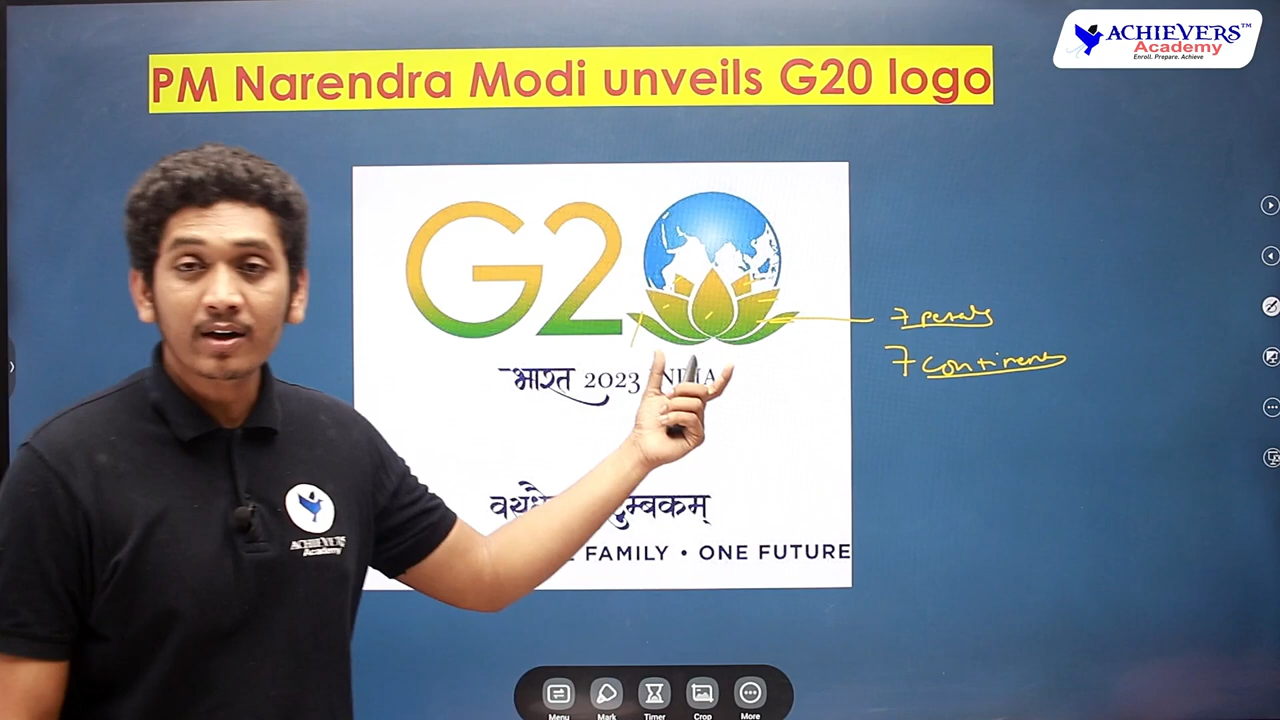 ACHIEVERS™
Academy
Enroll. Prepare. Achieve
PM Narendra Modi unveils G20 logo
G20
7 petals
7 continents
भारत 2023 INDIA
FAMILY • ONE FUTURE
ACHIEVERS
Academy
Menu
Mark
Timer
Crop
More